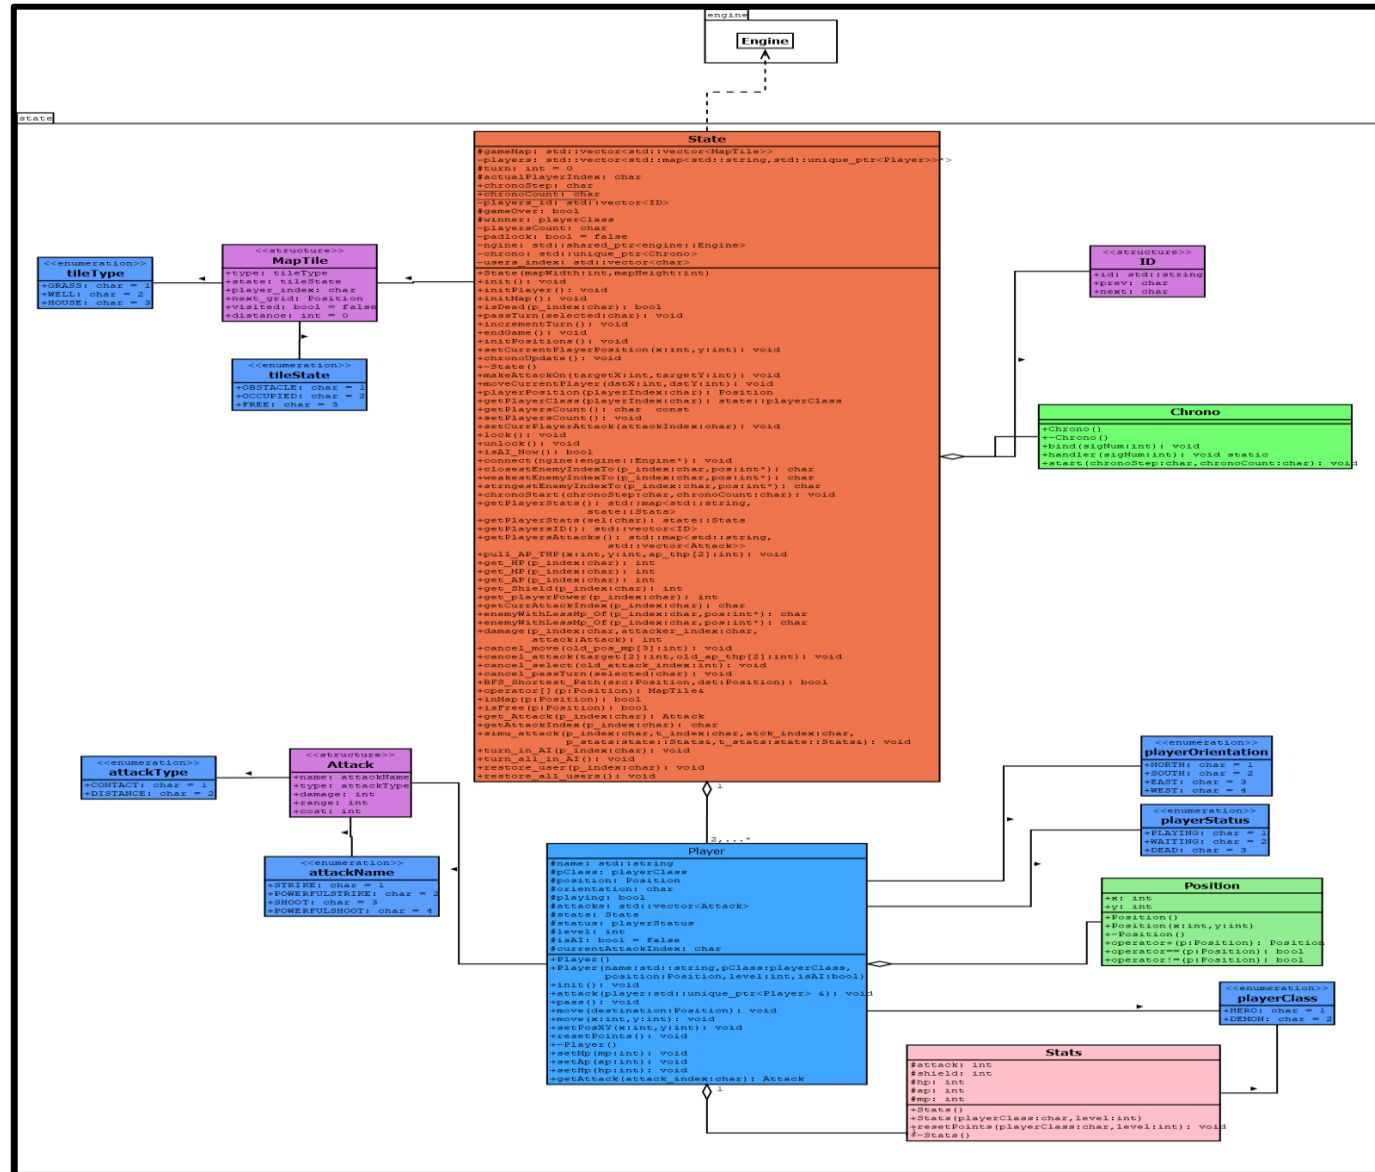 engine
Engine
state
State
#gameMap: std::vector<std::vector<MapTile>>
-players: std::vector<std::map<std::string,std::unique_ptr<Player>>*>
#turn: int = 0
#actualPlayerIndex: char
+chronoStep: char
+chronoCount: char
-players_id: std::vector<ID>
#gameOver: bool
#winner: playerClass
-playersCount: char
-padlock: bool = false
-ngine: std::shared_ptr<engine::Engine>
-chrono: std::unique_ptr<Chrono>
-users_index: std::vector<char>
+State(mapWidth:int,mapHeight:int)
+init(): void
+initPlayer(): void
+initMap(): void
+isDead(p_index:char): bool
+passTurn(selected:char): void
+incrementTurn(): void
+endGame(): void
+initPositions(): void
+setCurrentPlayerPosition(x:int,y:int): void
+chronoUpdate(): void
+~State()
+makeAttackOn(targetX:int,targetY:int): void
+moveCurrentPlayer(dstX:int,dstY:int): void
+playerPosition(playerIndex:char): Position
+getPlayerClass(playerIndex:char): state::playerClass
+getPlayersCount(): char const
+setPlayersCount(): void
+setCurrPlayerAttack(attackIndex:char): void
+lock(): void
+unlock(): void
+isAI_Now(): bool
+connect(ngine:engine::Engine*): void
+closestEnemyIndexTo(p_index:char,pos:int*): char
+weakestEnemyIndexTo(p_index:char,pos:int*): char
+strngestEnemyIndexTo(p_index:char,pos:int*): char
+chronoStart(chronoStep:char,chronoCount:char): void
+getPlayerStats(): std::map<std::string,
state::Stats>
+getPlayerStats(sel:char): state::Stats
+getPlayersID(): std::vector<ID>
+getPlayersAttacks(): std::map<std::string,
std::vector<Attack>>
+pull_AP_THP(x:int,y:int,ap_thp[2]:int): void
+get_HP(p_index:char): int
+get_MP(p_index:char): int
+get_AP(p_index:char): int
+get_Shield(p_index:char): int
+get_playerPower(p_index:char): int
+getCurrAttackIndex(p_index:char): char
+enemyWithLessMp_Of(p_index:char,pos:int*): char
+enemyWithLessMp_Of(p_index:char,pos:int*): char
+damage(p_index:char,attacker_index:char,
attack:Attack): int
+cancel_move(old_pos_mp[3]:int): void
+cancel_attack(target[2]:int,old_ap_thp[2]:int): void
+cancel_select(old_attack_index:int): void
+cancel_passTurn(selected:char): void
+BFS_Shortest_Path(src:Position,dst:Position): bool
+operator[](p:Position): MapTile&
+inMap(p:Position): bool
+isFree(p:Position): bool
+get_Attack(p_index:char): Attack
+getAttackIndex(p_index:char): char
+simu_attack(p_index:char,t_index:char,atck_index:char,
p_stats:state::Stats&,t_stats:state::Stats&): void
+turn_in_AI(p_index:char): void
+turn_all_in_AI(): void
+restore_user(p_index:char): void
+restore_all_users(): void
<<enumeration>>
tileType
+GRASS: char = 1
+WELL: char = 2
+HOUSE: char = 3
<<structure>>
MapTile
+type: tileType
+state: tileState
+player_index: char
+next_grid: Position
+visited: bool = false
+distance: int = 0
<<enumeration>>
tileState
+OBSTACLE: char = 1
+OCCUPIED: char = 2
+FREE: char = 3
<<structure>>
ID
+id: std::string
+prev: char
+next: char
Chrono
+Chrono()
+~Chrono()
+bind(sigNum:int): void
+handler(sigNum:int): void static
+start(chronoStep:char,chronoCount:char): void
<<enumeration>>
attackType
+CONTACT: char = 1
+DISTANCE: char = 2
<<structure>>
Attack
+name: attackName
+type: attackType
+damage: int
+range: int
+cost: int
<<enumeration>>
attackName
+STRIKE: char = 1
+POWERFULSTRIKE: char = 2
+SHOOT: char = 3
+POWERFULSHOOT: char = 4
1
2,...*
Player
#name: std::string
#pClass: playerClass
#position: Position
#orientation: char
#playing: bool
#attacks: std::vector<Attack>
#stats: Stats
#status: playerStatus
#level: int
#isAI: bool = false
#currentAttackIndex: char
+Player()
+Player(name:std::string,pClass:playerClass,
position:Position,level:int,isAI:bool)
+init(): void
+attack(player:std::unique_ptr<Player> &): void
+pass(): void
+move(destination:Position): void
+move(x:int,y:int): void
+setPosXY(x:int,y:int): void
+resetPoints(): void
+~Player()
+setMp(mp:int): void
+setAp(ap:int): void
+setHp(hp:int): void
+getAttack(attack_index:char): Attack
1
<<enumeration>>
playerOrientation
+NORTH: char = 1
+SOUTH: char = 2
+EAST: char = 3
+WEST: char = 4
<<enumeration>>
playerStatus
+PLAYING: char = 1
+WAITING: char = 2
+DEAD: char = 3
Position
+x: int
+y: int
+Position()
+Position(x:int,y:int)
+~Position()
+operator+(p:Position): Position
+operator==(p:Position): bool
+operator!=(p:Position): bool
<<enumeration>>
playerClass
+HERO: char = 1
+DEMON: char = 2
Stats
#attack: int
#shield: int
#hp: int
#ap: int
#mp: int
+Stats()
+Stats(playerClass:char,level:int)
+resetPoints(playerClass:char,level:int): void
+~Stats()